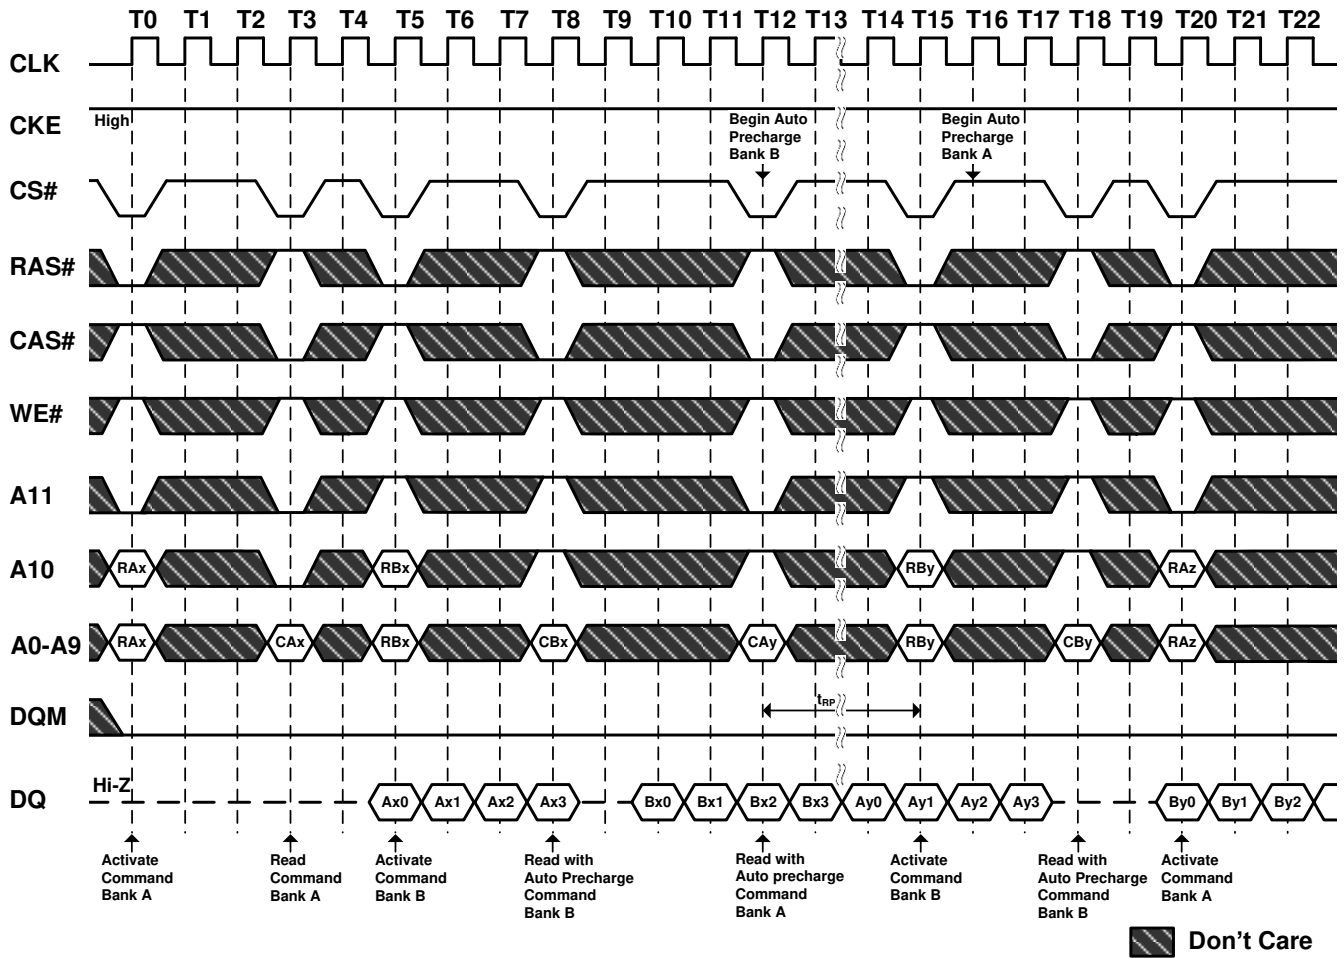 T0 T1 T2 T3 T4 T5 T6 T7 T8 T9 T10 T11 T12 T13 T14 T15 T16 T17 T18 T19 T20 T21 T22
CLK
CKE
High
Begin Auto
Precharge
Bank B
Begin Auto
Precharge
Bank A
CS#
RAS#
CAS#
WE#
A11
A10
RAx RBx RBy RAz
A0-A9
RAx CAx RBx CBx CAy RBy CBy RAz
DQM
tRP
DQ
Hi-Z
Ax0 Ax1 Ax2 Ax3 Bx0 Bx1 Bx2 Bx3 Ay0 Ay1 Ay2 Ay3 By0 By1 By2
Activate
Command
Bank A
Read
Command
Bank A
Activate
Command
Bank B
Read with
Auto Precharge
Command
Bank B
Read with
Auto precharge
Command
Bank A
Activate
Command
Bank B
Read with
Auto Precharge
Command
Bank B
Activate
Command
Bank A
Don't Care